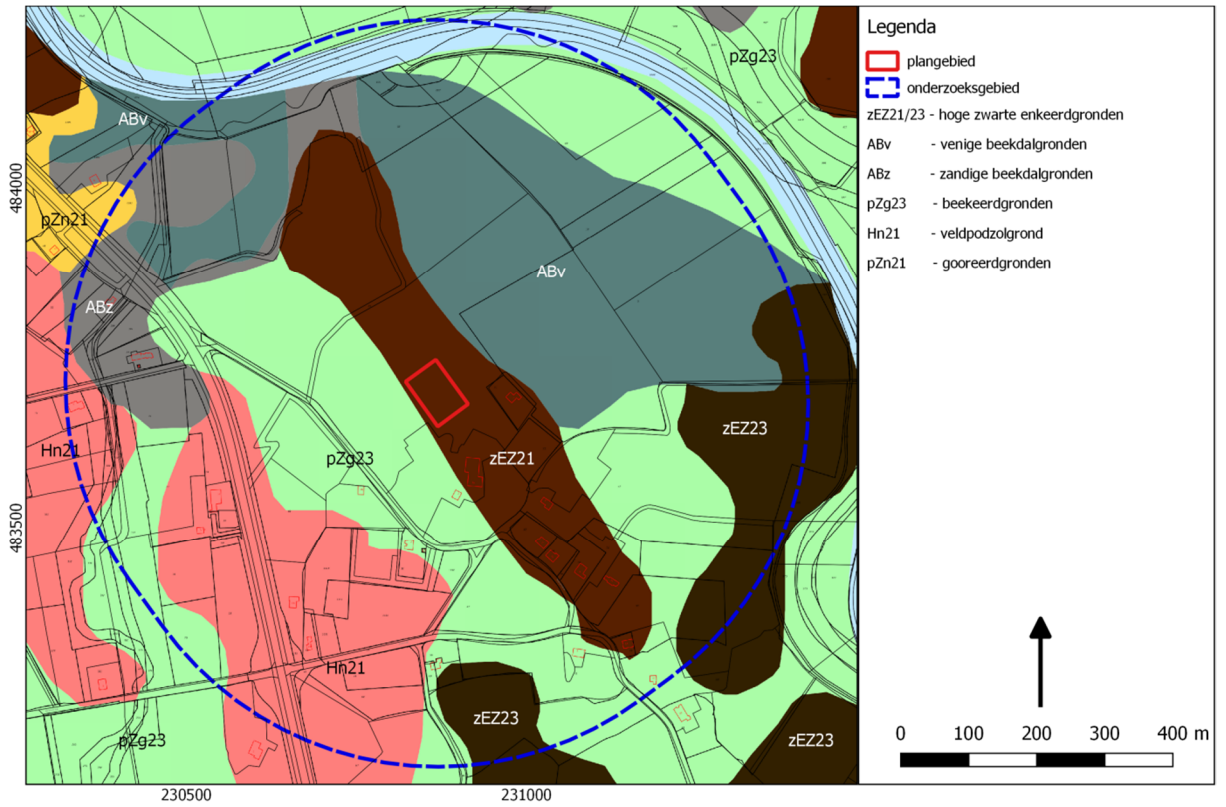 pZg23
ABv
484000
pZn21
ABv
ABz
zEZ23
Hn21
pZg23
zEZ21
483500
Hn21
zEZ23
pZg23
zEZ23
230500
231000
Legenda
plangebied
onderzoeksgebied
zEZ21/23 - hoge zwarte enkeerdgronden
ABv - venige beekdalgronden
ABz - zandige beekdalgronden
pZg23 - beekeerdgronden
Hn21 - veldpodzolgrond
pZn21 - gooreerdgronden
0 100 200 300 400 m